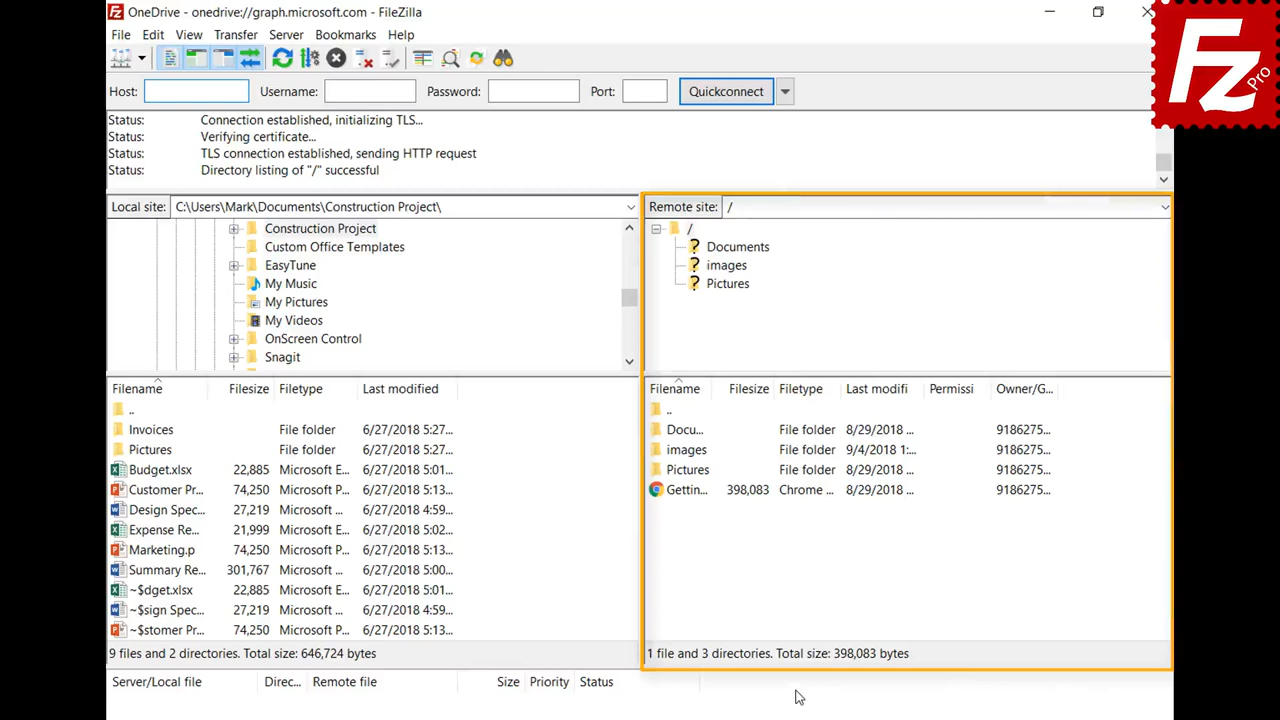 OneDrive - onedrive://graph.microsoft.com - FileZilla
File Edit View Transfer Server Bookmarks Help
Host: Username: Password: Port: Quickconnect
Status: Connection established, initializing TLS...
Status: Verifying certificate...
Status: TLS connection established, sending HTTP request
Status: Directory listing of "/" successful
Local site: C:\Users\Mark\Documents\Construction Project\
Construction Project
Custom Office Templates
EasyTune
My Music
My Pictures
My Videos
OnScreen Control
Snagit
Filename Filesize Filetype Last modified
..
Invoices File folder 6/27/2018 5:27...
Pictures File folder 6/27/2018 5:27...
Budget.xlsx 22,885 Microsoft E... 6/27/2018 5:01...
Customer Pr... 74,250 Microsoft P... 6/27/2018 5:13...
Design Spec... 27,219 Microsoft ... 6/27/2018 4:59...
Expense Re... 21,999 Microsoft E... 6/27/2018 5:02...
Marketing.p 74,250 Microsoft P... 6/27/2018 5:13...
Summary Re... 301,767 Microsoft ... 6/27/2018 5:00...
~$dget.xlsx 22,885 Microsoft E... 6/27/2018 5:01...
~$sign Spec... 27,219 Microsoft ... 6/27/2018 4:59...
~$stomer Pr... 74,250 Microsoft P... 6/27/2018 5:13...
9 files and 2 directories. Total size: 646,724 bytes
Remote site: /
/
Documents
images
Pictures
Filename Filesize Filetype Last modifi Permissi Owner/G...
..
Docu... File folder 8/29/2018 ... 9186275...
images File folder 9/4/2018 1:... 9186275...
Pictures File folder 8/29/2018 ... 9186275...
Gettin... 398,083 Chrome ... 8/29/2018 ... 9186275...
1 file and 3 directories. Total size: 398,083 bytes
Server/Local file Direc... Remote file Size Priority Status
Fz Pro